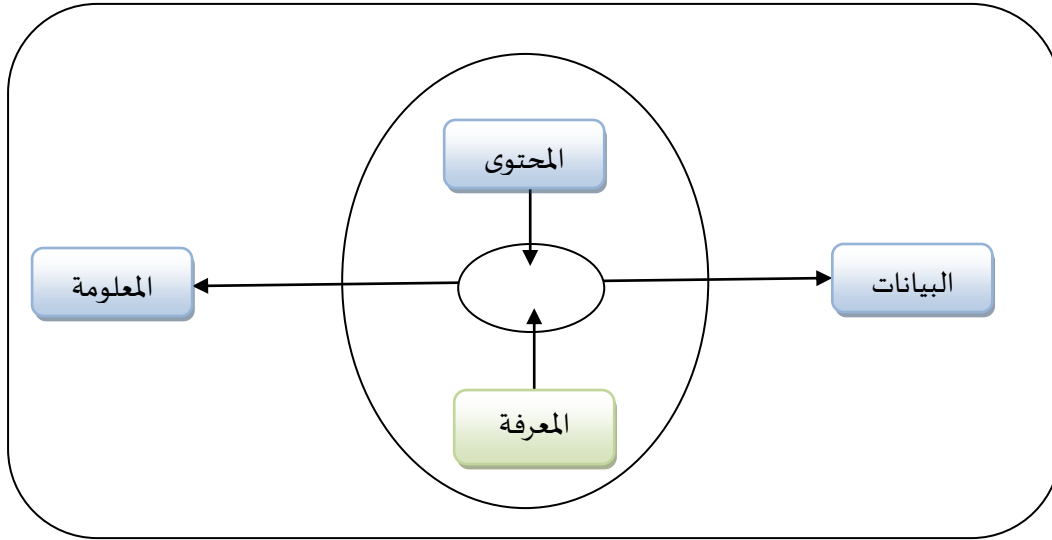 المحتوى
البيانات
المعلومة
المعرفة